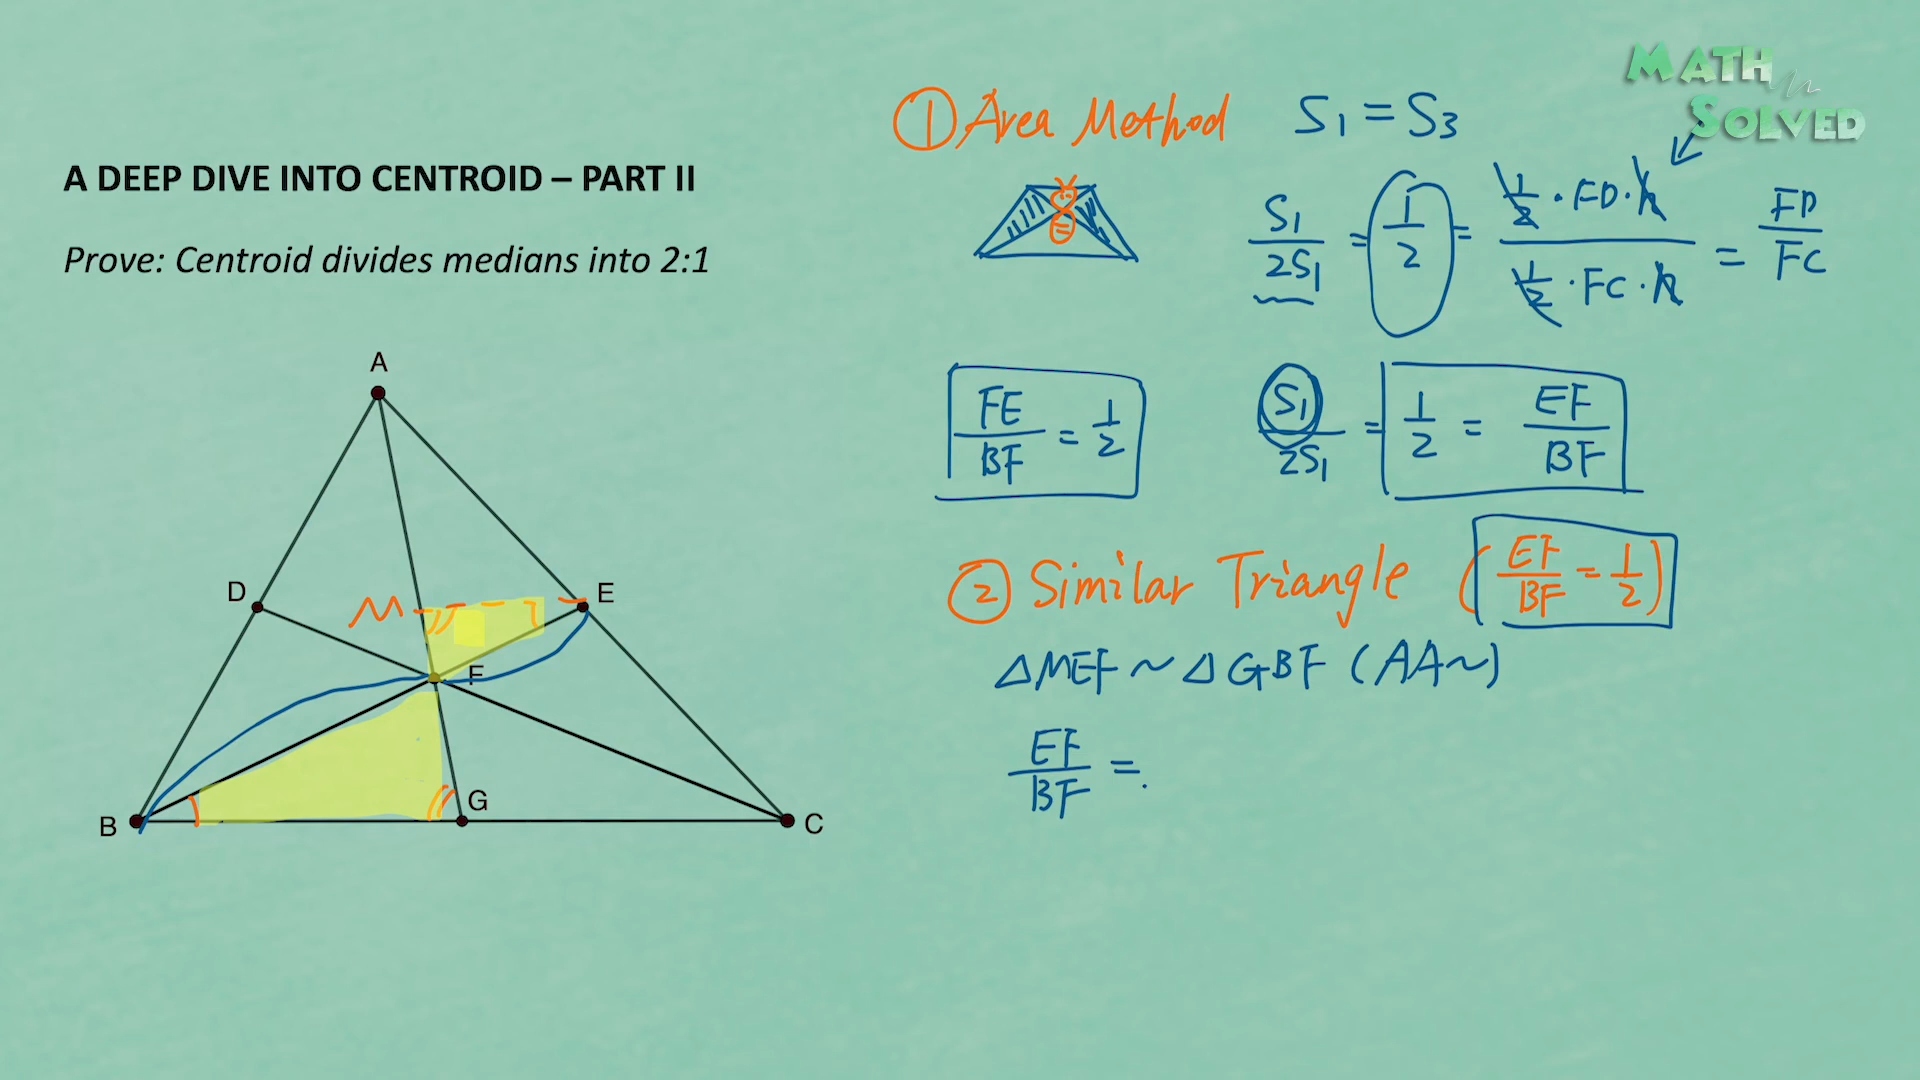 MATH in
SOLVED
A DEEP DIVE INTO CENTROID – PART II
Prove: Centroid divides medians into 2:1
① Area Method S₁ = S₃
S₁/2S₁ = 1/2 = (1/2 · FD · h)/(1/2 · FC · h) = FD/FC
FE/BF = 1/2
S₁/2S₁ = 1/2 = EF/BF
② Similar Triangle (EF/BF = 1/2)
△MEF ~ △GBF (AA~)
EF/BF =
A
D
M
E
F
B
G
C